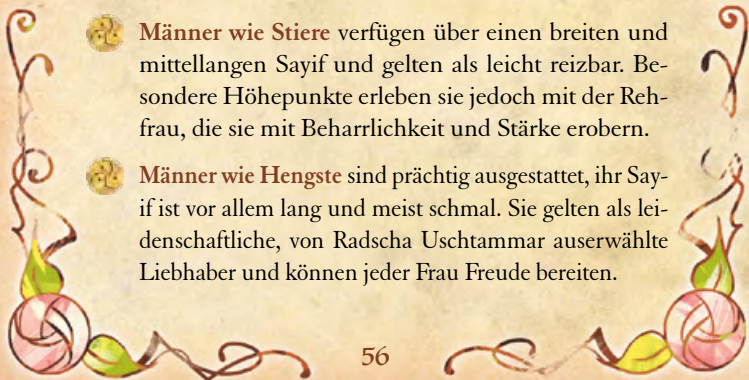 Männer wie Stiere verfügen über einen breiten und
mittellangen Sayif und gelten als leicht reizbar. Be-
sondere Höhepunkte erleben sie jedoch mit der Reh-
frau, die sie mit Beharrlichkeit und Stärke erobern.
Männer wie Hengste sind prächtig ausgestattet, ihr Say-
if ist vor allem lang und meist schmal. Sie gelten als lei-
denschaftliche, von Radscha Uschtammar auserwählte
Liebhaber und können jeder Frau Freude bereiten.
56